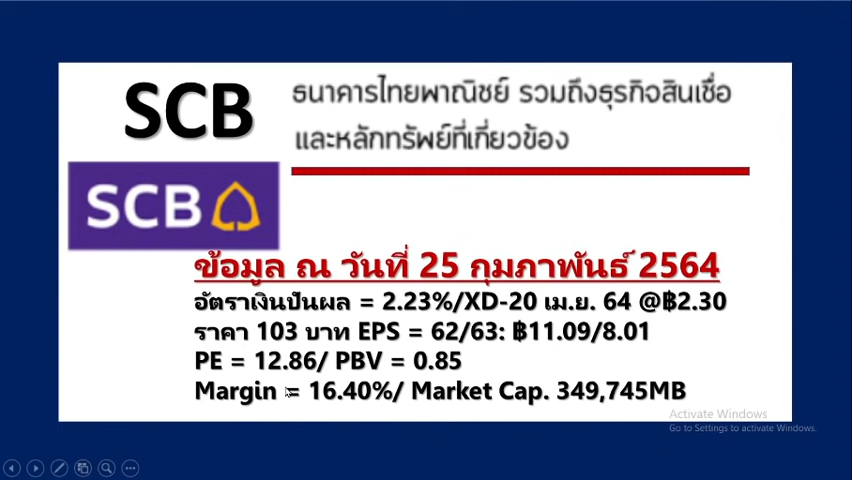 SCB
ธนาคารไทยพาณิชย์ รวมถึงธุรกิจสินเชื่อ
และหลักทรัพย์ที่เกี่ยวข้อง
SCB
ข้อมูล ณ วันที่ 25 กุมภาพันธ์ 2564
อัตราเงินปันผล = 2.23%/XD-20 เม.ย. 64 @฿2.30
ราคา 103 บาท EPS = 62/63: ฿11.09/8.01
PE = 12.86/ PBV = 0.85
Margin = 16.40%/ Market Cap. 349,745MB
Activate Windows
Go to Settings to activate Windows.